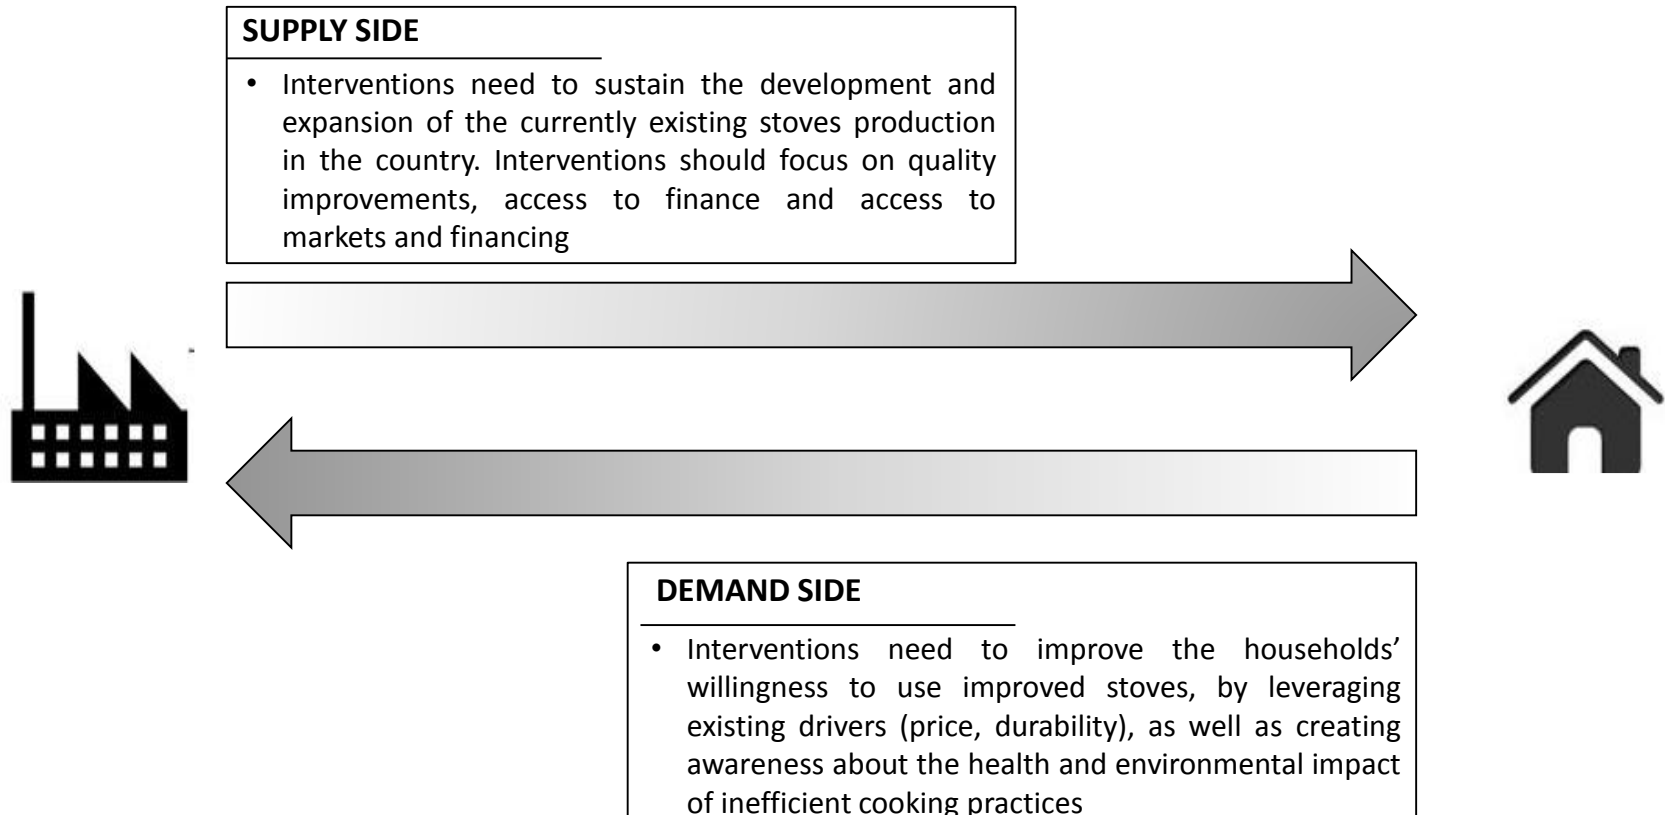 SUPPLY SIDE
• Interventions need to sustain the development and
expansion of the currently existing stoves production
in the country. Interventions should focus on quality
improvements, access to finance and access to
markets and financing
DEMAND SIDE
• Interventions need to improve the households’
willingness to use improved stoves, by leveraging
existing drivers (price, durability), as well as creating
awareness about the health and environmental impact
of inefficient cooking practices